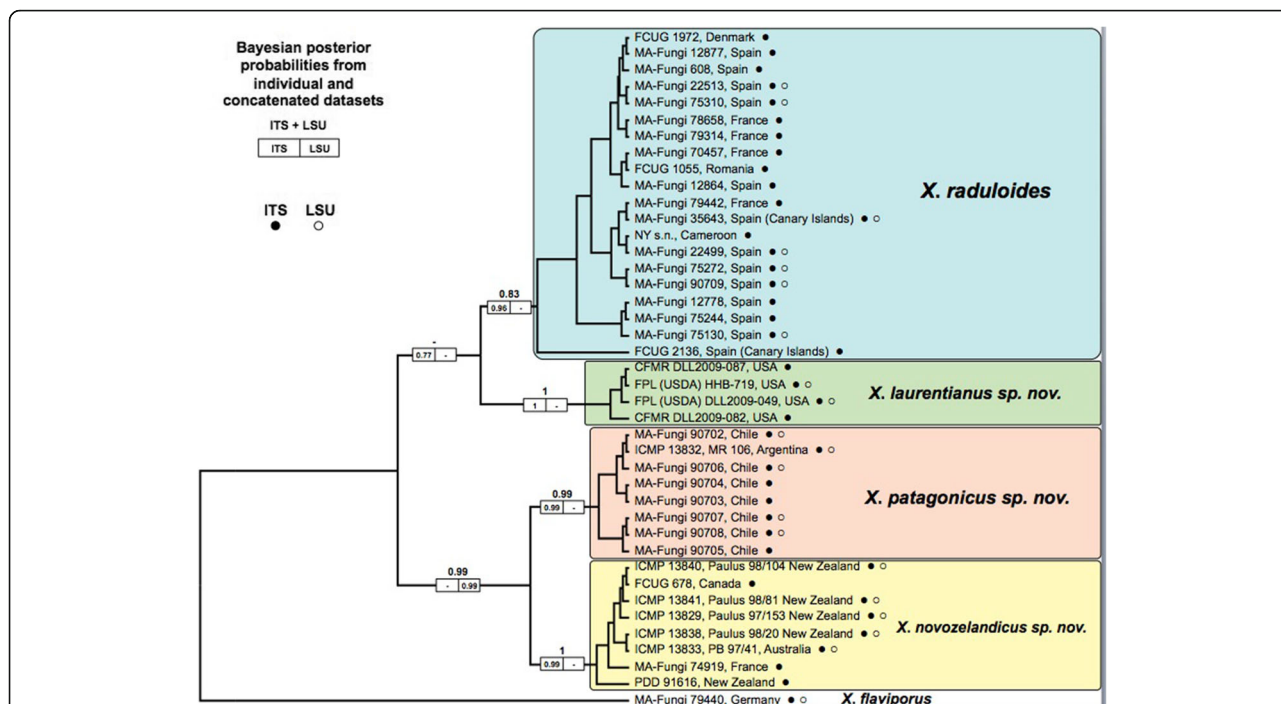 Bayesian posterior
probabilities from
individual and
concatenated datasets
ITS + LSU
ITS LSU
ITS LSU
● ○
FCUG 1972, Denmark ●
MA-Fungi 12877, Spain ●
MA-Fungi 608, Spain ●
MA-Fungi 22513, Spain ● ○
MA-Fungi 75310, Spain ● ○
MA-Fungi 78658, France ●
MA-Fungi 79314, France ●
MA-Fungi 70457, France ●
FCUG 1055, Romania ●
MA-Fungi 12864, Spain ●
MA-Fungi 79442, France ●
MA-Fungi 35643, Spain (Canary Islands) ● ○
NY s.n., Cameroon ●
MA-Fungi 22499, Spain ● ○
MA-Fungi 75272, Spain ● ○
MA-Fungi 90709, Spain ● ○
MA-Fungi 12778, Spain ●
MA-Fungi 75244, Spain ●
MA-Fungi 75130, Spain ● ○
FCUG 2136, Spain (Canary Islands) ●
X. raduloides
0.83
0.96 -
-
0.77 -
CFMR DLL2009-087, USA ●
FPL (USDA) HHB-719, USA ● ○
FPL (USDA) DLL2009-049, USA ● ○
CFMR DLL2009-082, USA ●
X. laurentianus sp. nov.
1
1 -
MA-Fungi 90702, Chile ● ○
ICMP 13832, MR 106, Argentina ● ○
MA-Fungi 90706, Chile ● ○
MA-Fungi 90704, Chile ●
MA-Fungi 90703, Chile ●
MA-Fungi 90707, Chile ● ○
MA-Fungi 90708, Chile ● ○
MA-Fungi 90705, Chile ●
X. patagonicus sp. nov.
0.99
0.99 -
0.99
- 0.99
ICMP 13840, Paulus 98/104 New Zealand ● ○
FCUG 678, Canada ●
ICMP 13841, Paulus 98/81 New Zealand ● ○
ICMP 13829, Paulus 97/153 New Zealand ● ○
ICMP 13838, Paulus 98/20 New Zealand ● ○
ICMP 13833, PB 97/41, Australia ● ○
MA-Fungi 74919, France ●
PDD 91616, New Zealand ●
X. novozelandicus sp. nov.
1
0.99 -
MA-Fungi 79440, Germany ● ○
X. flaviporus